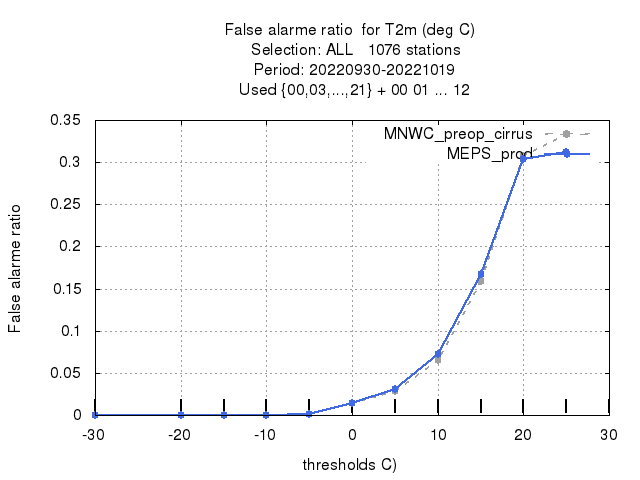 False alarme ratio  for T2m (deg C)
Selection: ALL   1076 stations
Period: 20220930-20221019
Used {00,03,...,21} + 00 01 ... 12
MNWC_preop_cirrus
MEPS_prod
False alarme ratio
0.35
0.3
0.25
0.2
0.15
0.1
0.05
0
-30
-20
-10
0
10
20
30
thresholds C)